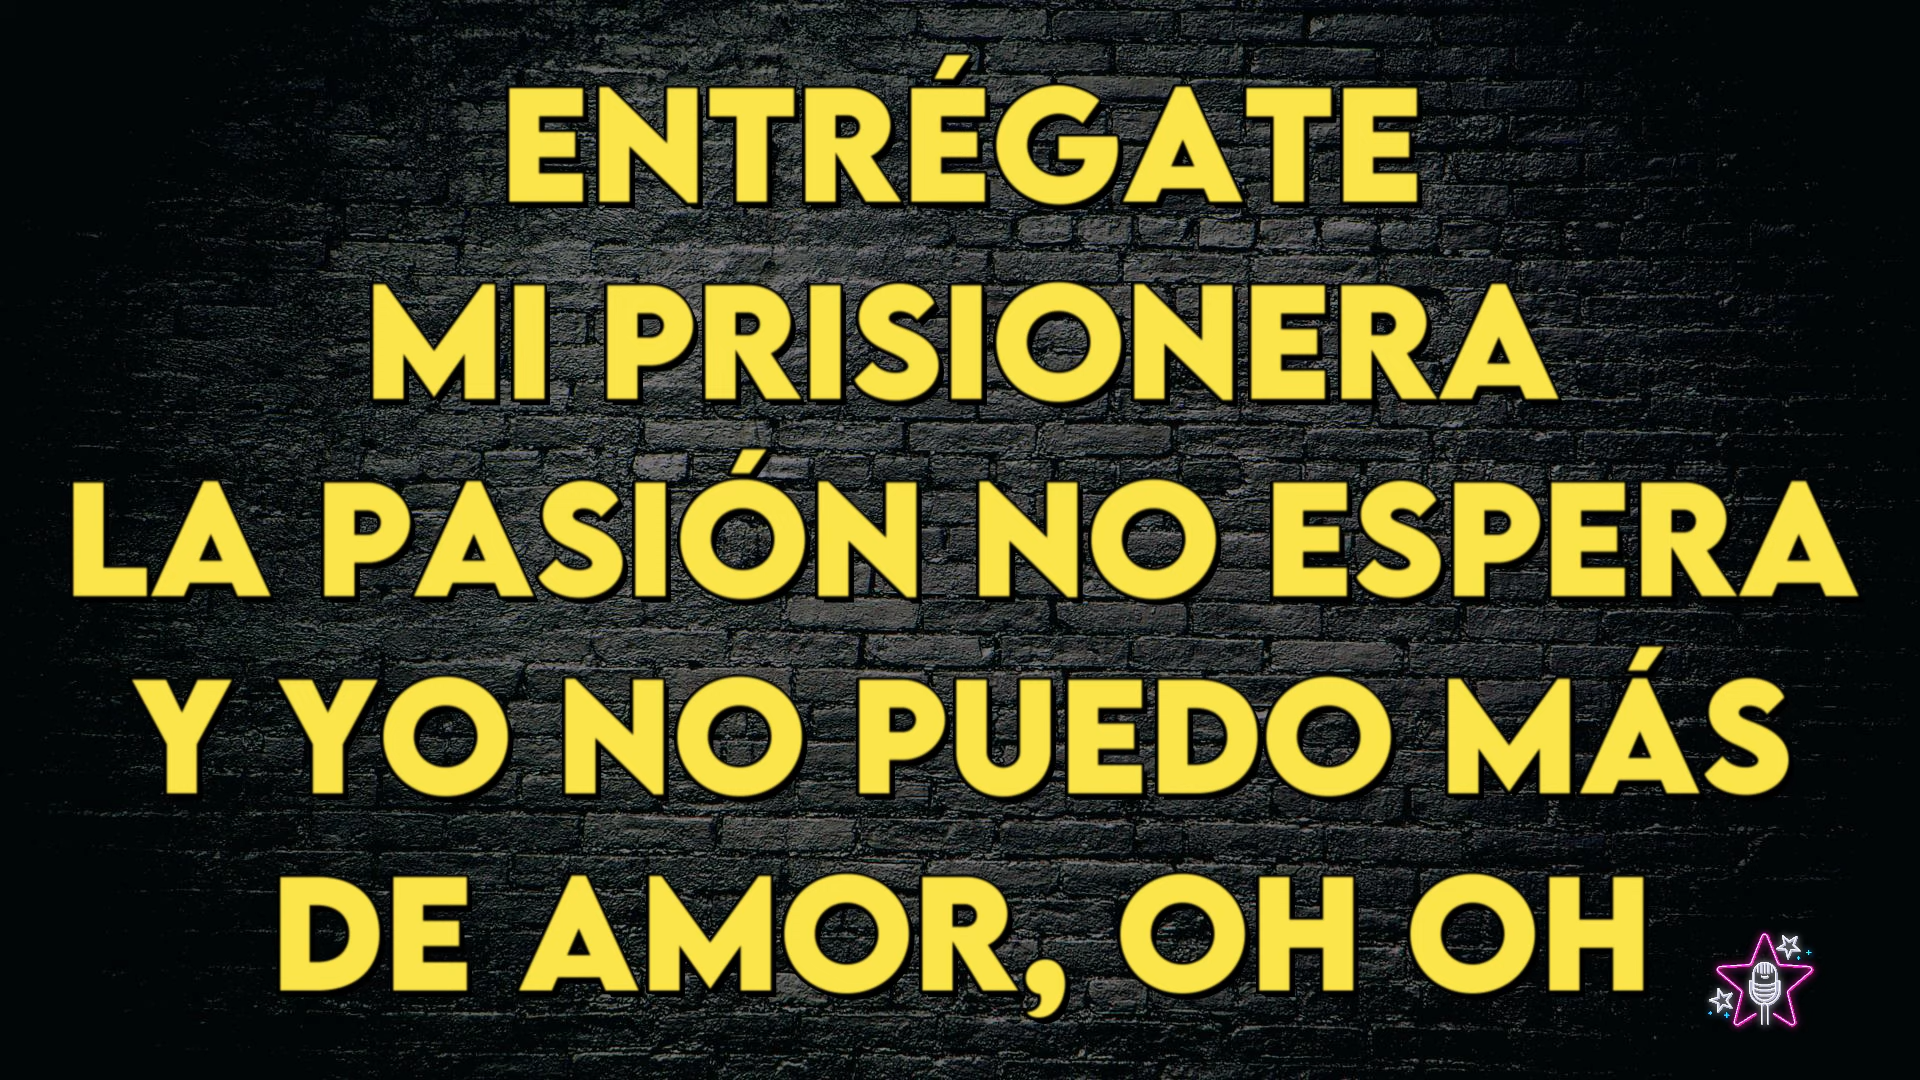 ENTRÉGATE
MI PRISIONERA
LA PASIÓN NO ESPERA
Y YO NO PUEDO MÁS
DE AMOR, OH OH